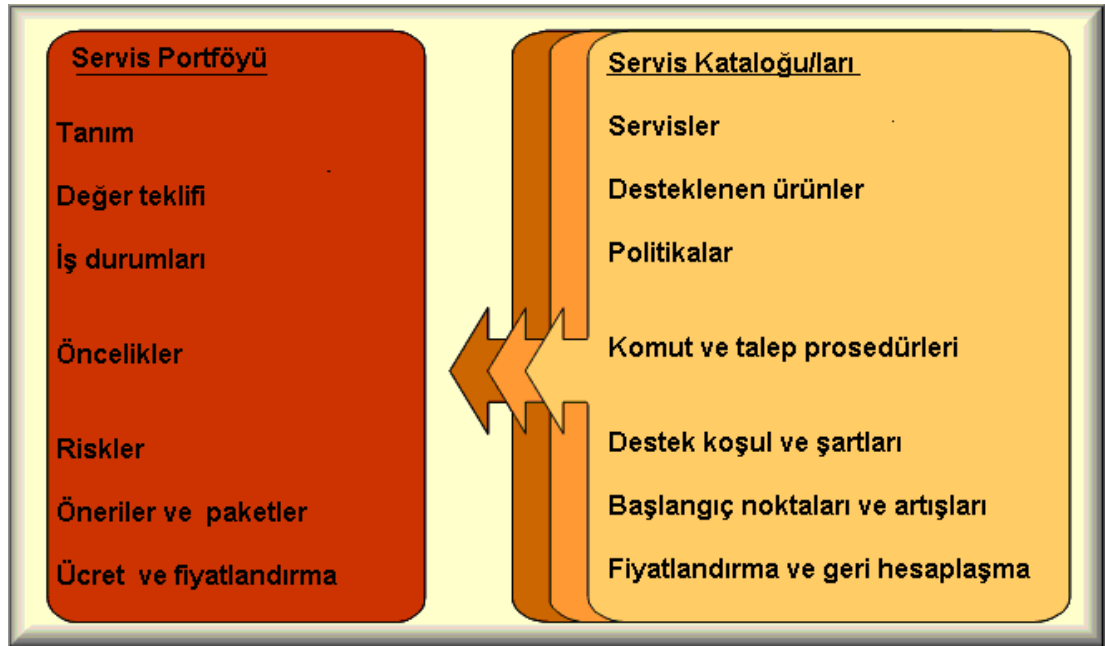 Servis Portföyü
Tanım
Değer teklifi
İş durumları
Öncelikler
Riskler
Öneriler ve paketler
Ücret ve fiyatlandırma
Servis Kataloğu/ları
Servisler
Desteklenen ürünler
Politikalar
Komut ve talep prosedürleri
Destek koşul ve şartları
Başlangıç noktaları ve artışları
Fiyatlandırma ve geri hesaplaşma